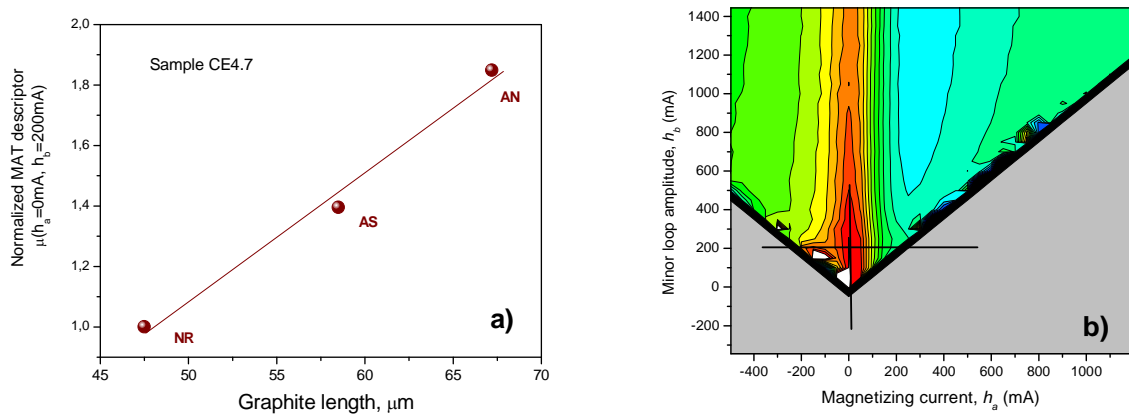 2,0
1,8
1,6
1,4
1,2
1,0
Normalized MAT descriptor
μ(hₐ=0mA, h_b=200mA)
Sample CE4.7
AN
AS
NR
a)
45 50 55 60 65 70
Graphite length, μm
1400
1200
1000
800
600
400
200
0
-200
Minor loop amplitude, h_b (mA)
b)
-400 -200 0 200 400 600 800 1000
Magnetizing current, hₐ (mA)